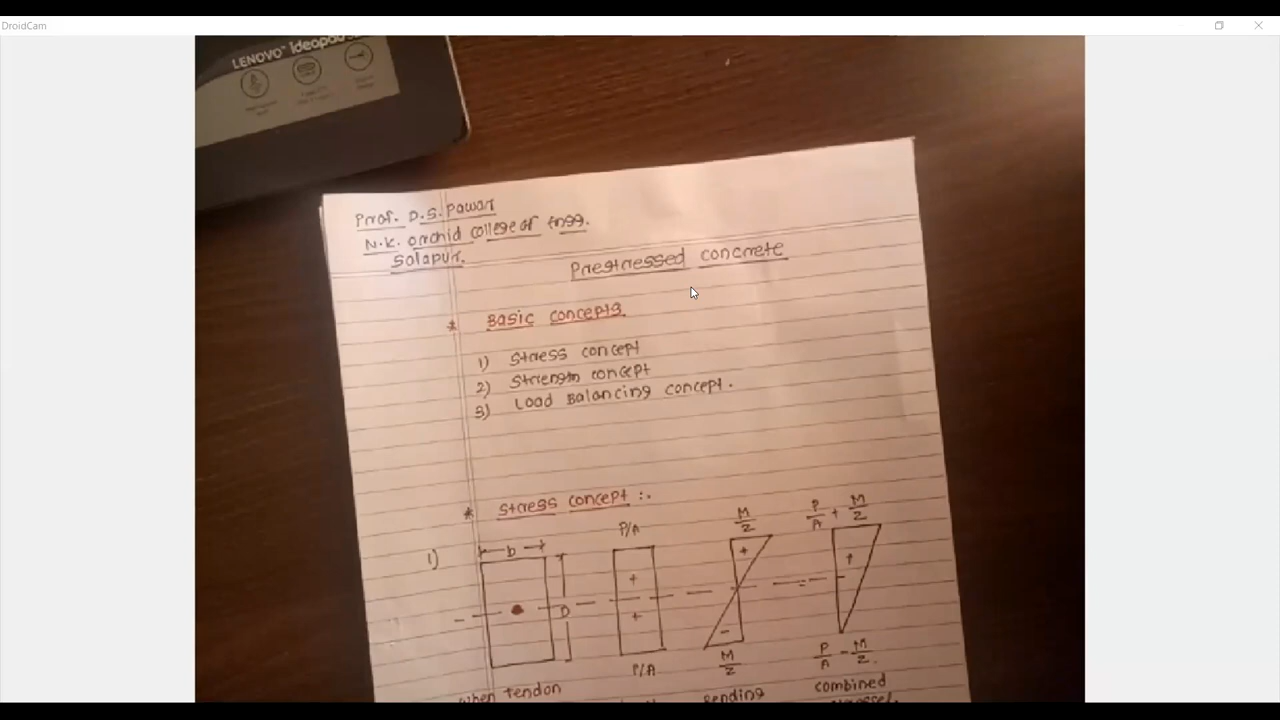 DroidCam
LENOVO™ ideapad
Prof. D.S. Pawar
N.K. orchid college of Engg.
Solapur.
Prestressed concrete
* Basic concepts
1) Stress concept
2) Strength concept
3) Load Balancing concept.
* Stress concept :.
1) b D
P/A
M/Z
P/A + M/Z
+ +
+ -
+
P/A
M/Z
P/A - M/Z.
When tendon
Bending
combined